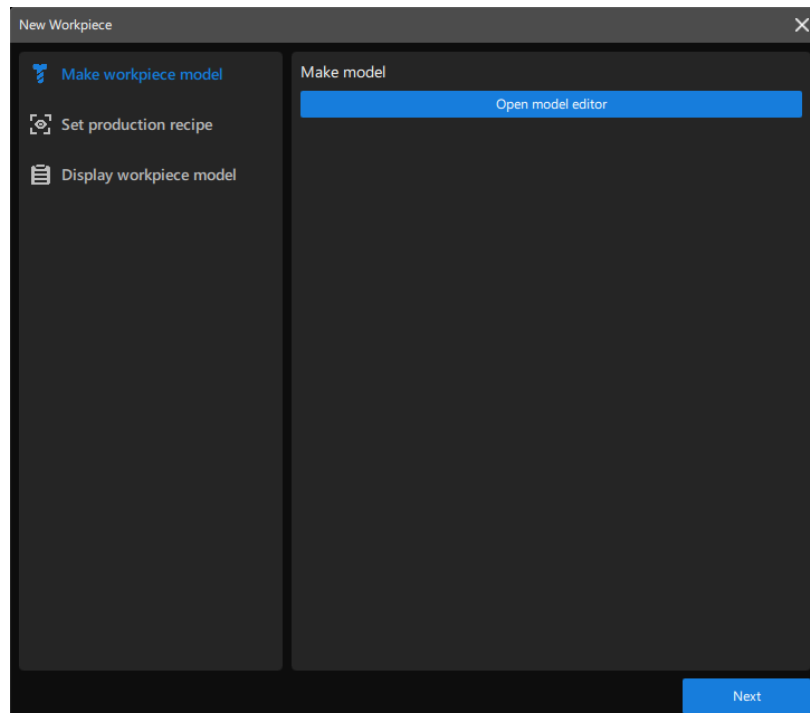 New Workpiece
Make workpiece model
Set production recipe
Display workpiece model
Make model
Open model editor
Next